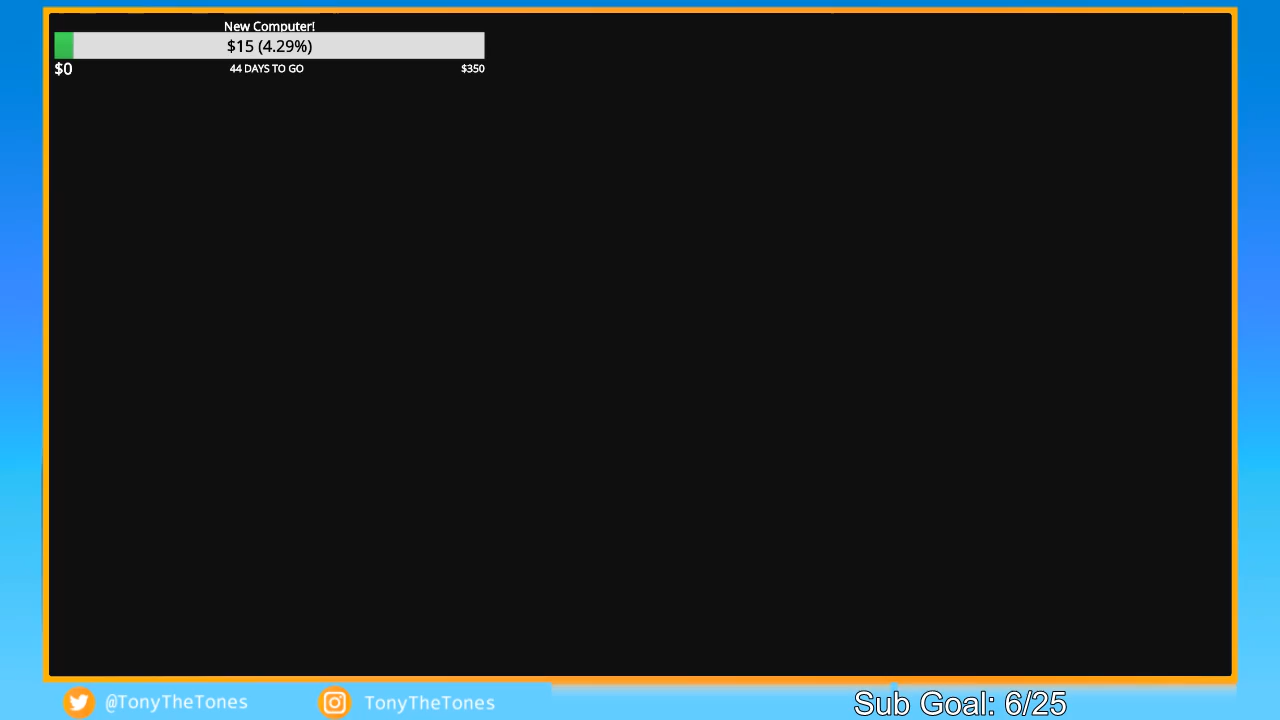 New Computer!
$15 (4.29%)
$0 44 DAYS TO GO $350
@TonyTheTones TonyTheTones Sub Goal: 6/25